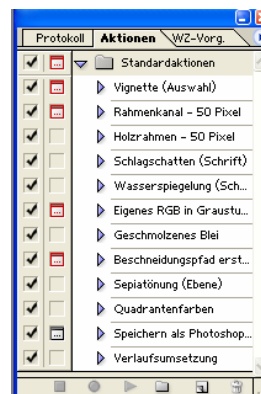 Protokoll Aktionen WZ-Vorg.
Standardaktionen
Vignette (Auswahl)
Rahmenkanal - 50 Pixel
Holzrahmen - 50 Pixel
Schlagschatten (Schrift)
Wasserspiegelung (Sch...
Eigenes RGB in Graustu...
Geschmolzenes Blei
Beschneidungspfad erst...
Sepiatönung (Ebene)
Quadrantenfarben
Speichern als Photoshop...
Verlaufsumsetzung